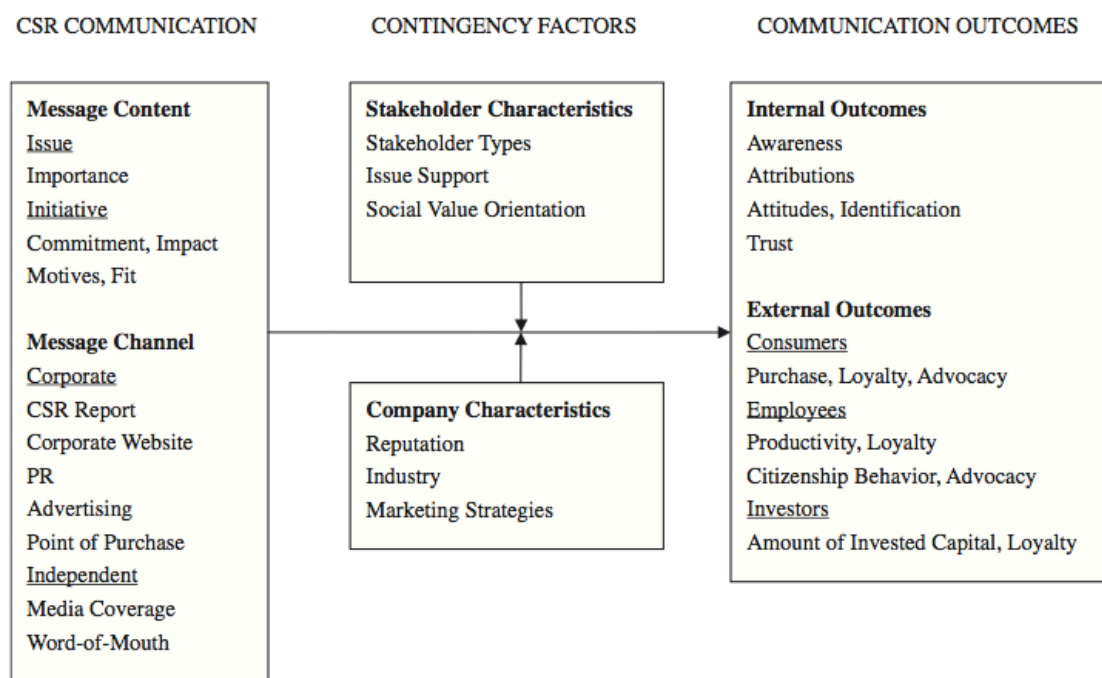 CSR COMMUNICATION
CONTINGENCY FACTORS
COMMUNICATION OUTCOMES
Message Content
Issue
Importance
Initiative
Commitment, Impact
Motives, Fit
Message Channel
Corporate
CSR Report
Corporate Website
PR
Advertising
Point of Purchase
Independent
Media Coverage
Word-of-Mouth
Stakeholder Characteristics
Stakeholder Types
Issue Support
Social Value Orientation
Company Characteristics
Reputation
Industry
Marketing Strategies
Internal Outcomes
Awareness
Attributions
Attitudes, Identification
Trust
External Outcomes
Consumers
Purchase, Loyalty, Advocacy
Employees
Productivity, Loyalty
Citizenship Behavior, Advocacy
Investors
Amount of Invested Capital, Loyalty